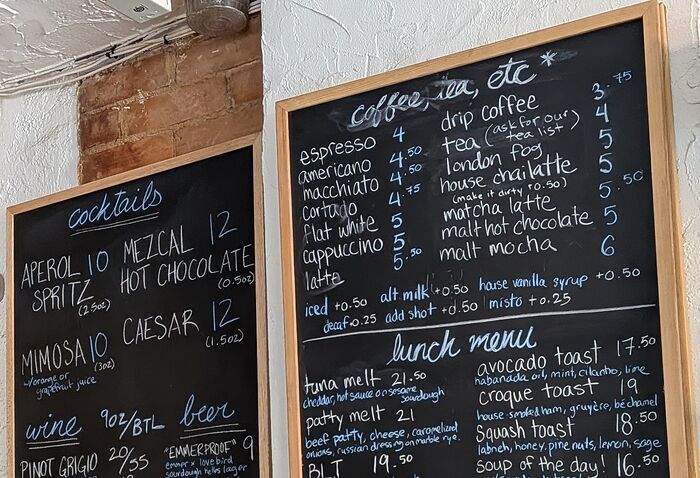 cocktails
APEROL 10
SPRITZ
(2.5oz)
MEZCAL 12
HOT CHOCOLATE
(0.5oz)
MIMOSA 10
(3oz)
w/orange or
grapefruit juice
CAESAR 12
(1.5oz)
wine 9oz/BTL
PINOT GRIGIO 20/55
beer
"EMMERPROOF" 9
emmer x lovebird
sourdough helles lager
coffee, tea, etc *
espresso 4
americano 4.50
macchiato 4.50
cortado 4.75
flat white 5
cappuccino 5
latte 5.50
drip coffee 3.75
tea (ask for our tea list) 4
london fog 5
house chai latte 5
(make it dirty +0.50)
matcha latte 5.50
malt hot chocolate 5
malt mocha 6
iced +0.50 alt milk +0.50 house vanilla syrup +0.50
decaf +0.25 add shot +0.50 misto +0.25
lunch menu
tuna melt 21.50
cheddar, hot sauce on sesame
sourdough
patty melt 21
beef patty, cheese, caramelized
onions, russian dressing on marble rye.
BLT 19.50
avocado toast 17.50
habanada oil, mint, cilantro, lime
croque toast 19
house smoked ham, gruyère, béchamel
squash toast 18.50
labneh, honey, pine nuts, lemon, sage
soup of the day! 16.50